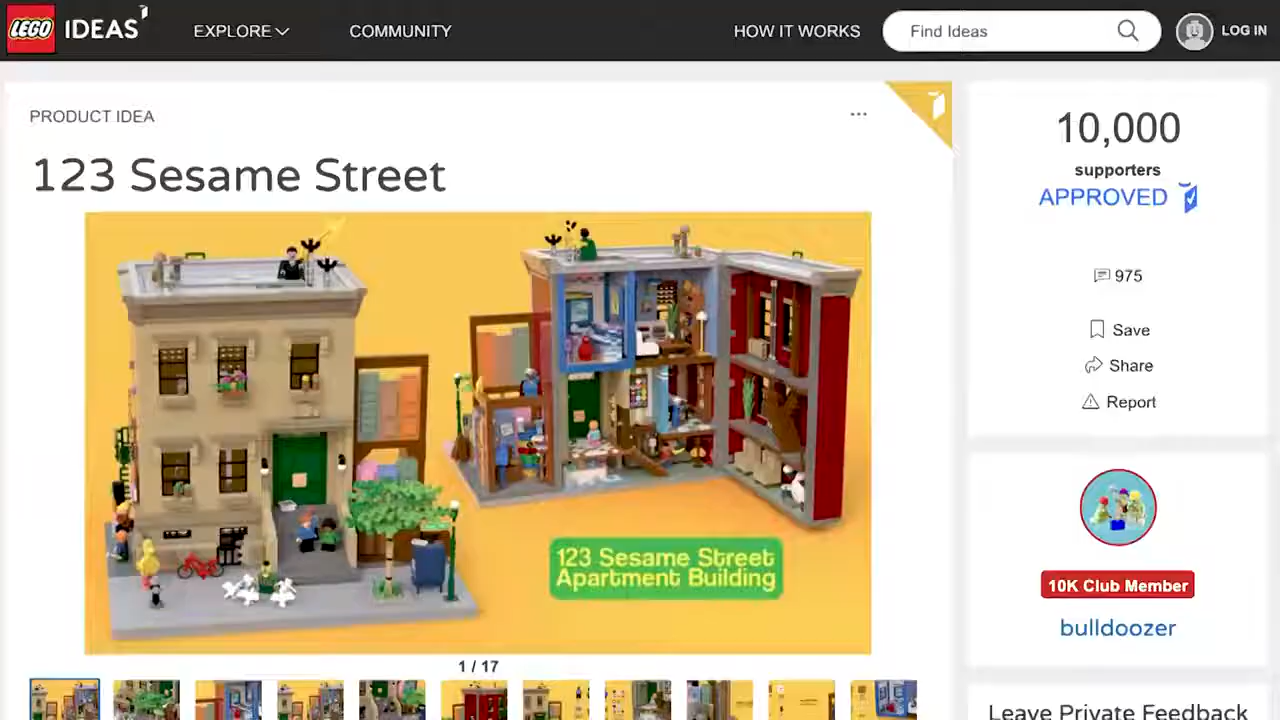 LEGO IDEAS
EXPLORE
COMMUNITY
HOW IT WORKS
Find Ideas
LOG IN
PRODUCT IDEA
123 Sesame Street
123 Sesame Street
Apartment Building
1 / 17
10,000
supporters
APPROVED
975
Save
Share
Report
10K Club Member
bulldoozer
Leave Private Feedback